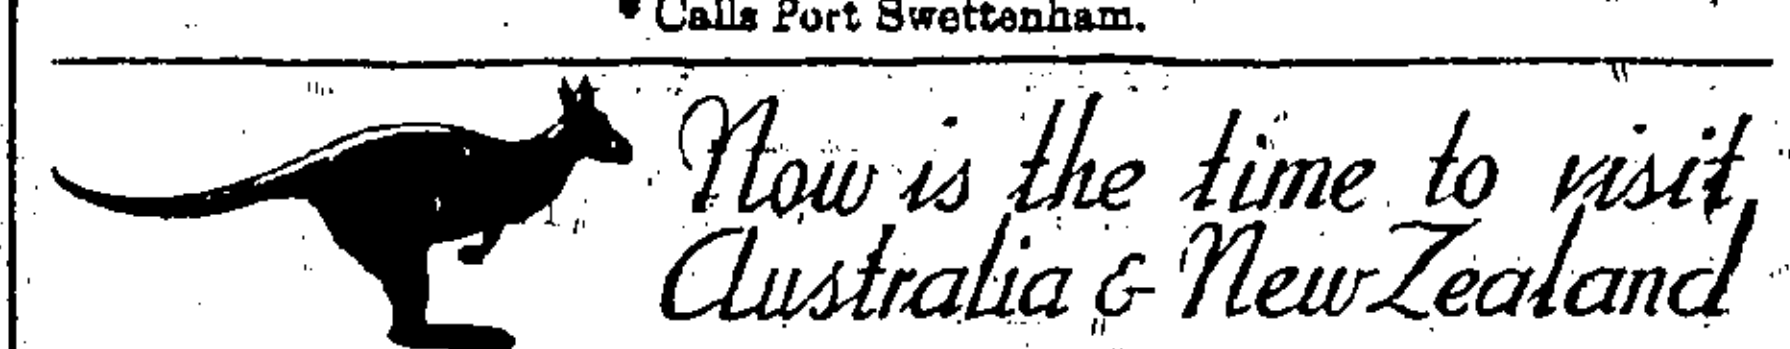 * Calls Port Swettenham.
Now is the time to visit
Australia & New Zealand